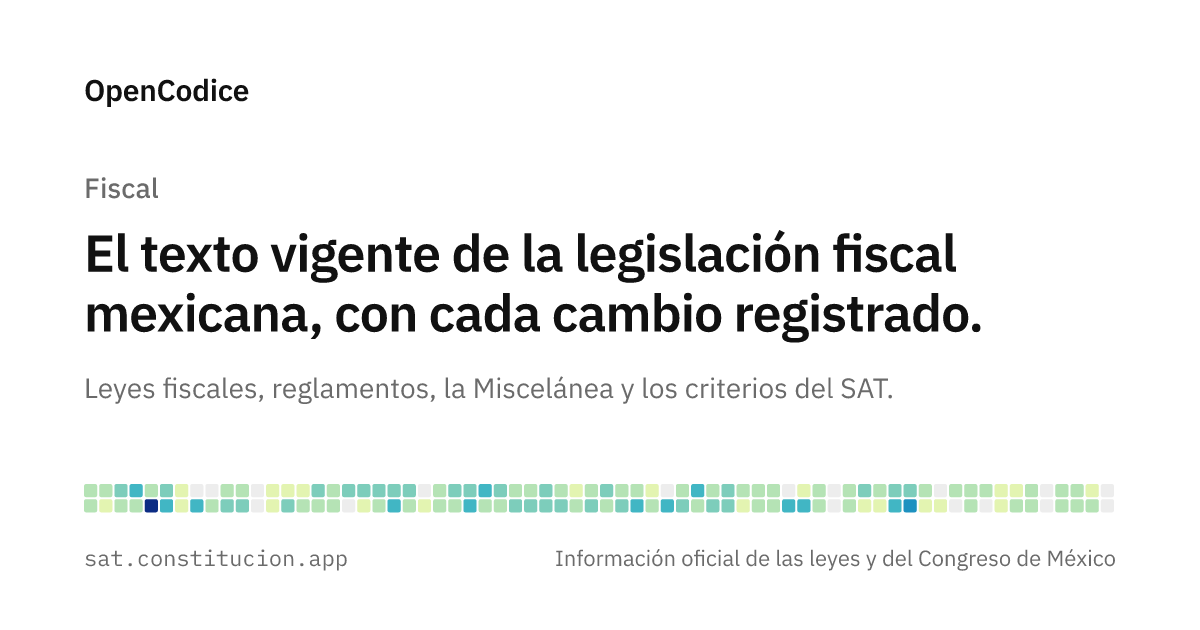 OpenCodice
Fiscal
El texto vigente de la legislación fiscal
mexicana, con cada cambio registrado.
Leyes fiscales, reglamentos, la Miscelánea y los criterios del SAT.
sat.constitucion.app
Información oficial de las leyes y del Congreso de México